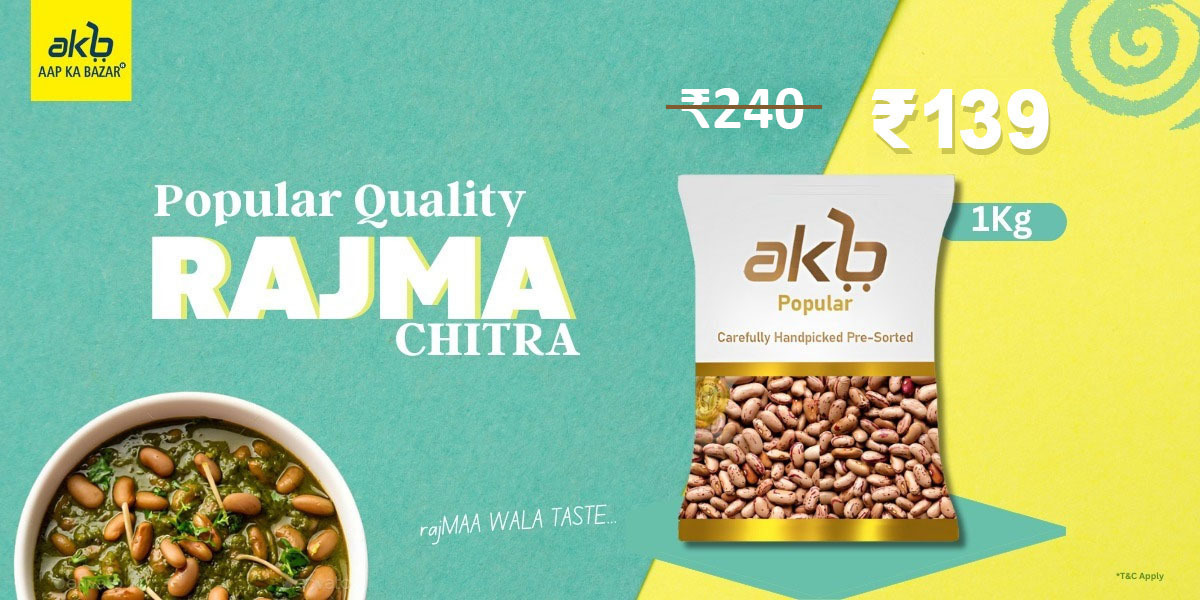 akb
AAP KA BAZAR
₹240
₹139
Popular Quality
RAJMA
CHITRA
1Kg
akb
Popular
Carefully Handpicked Pre-Sorted
rajMAA WALA TASTE...
*T&C Apply